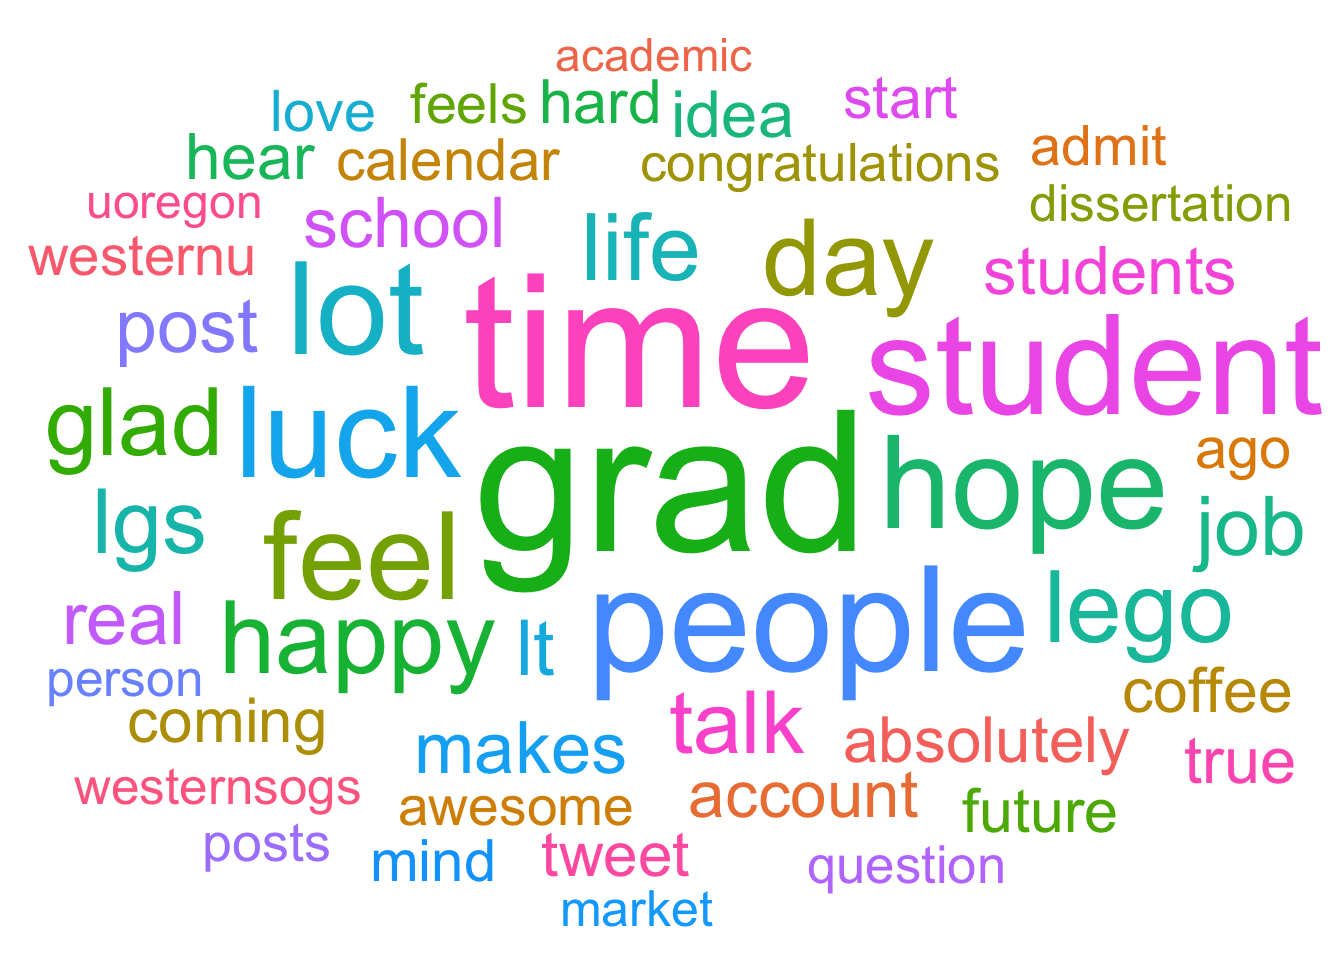 academic
love feels hard idea start
hear calendar congratulations admit
uoregon school life day dissertation
westernu lot time students
post student
glad luck grad hope ago
lgs feel job
real happy lt people lego
person coffee
coming makes talk absolutely true
westernsogs awesome account future
posts mind tweet question
market